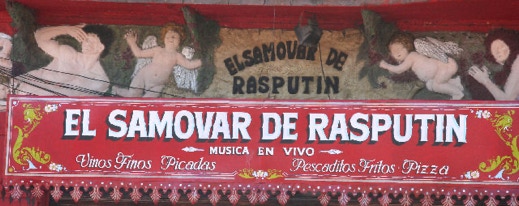 EL SAMOVAR DE
RASPUTIN
EL SAMOVAR DE RASPUTIN
MUSICA EN VIVO
Vinos Finos Picadas Pescaditos Fritos - Pizza